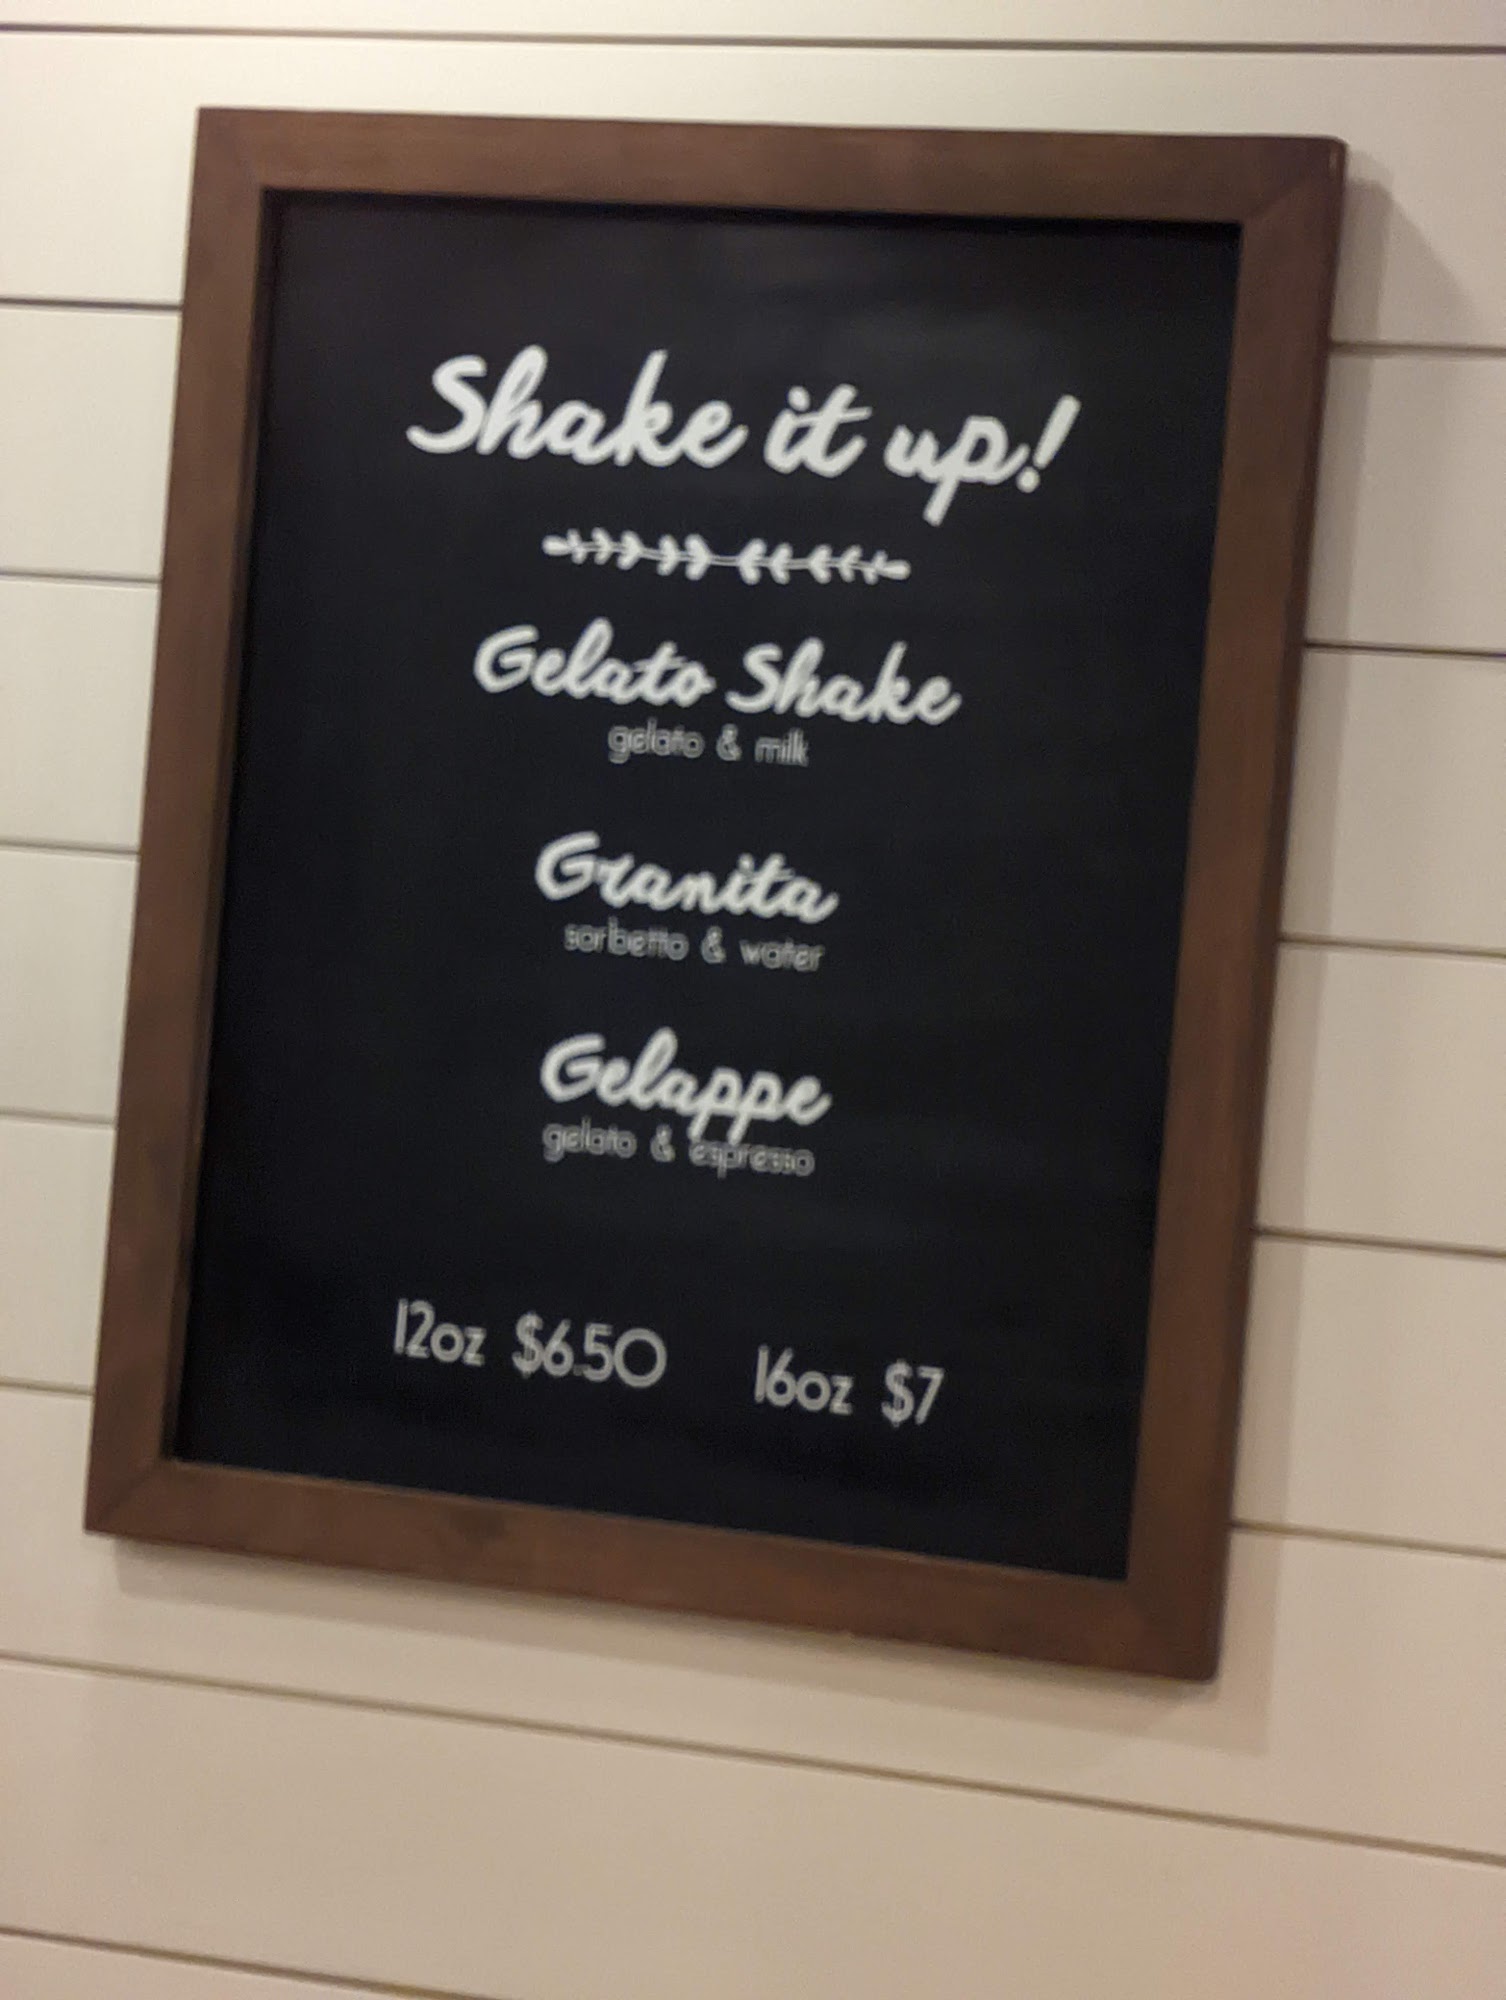 Shake it up!
Gelato Shake
gelato & milk
Granita
sorbetto & water
Gelappe
gelato & espresso
12oz $6.50 16oz $7